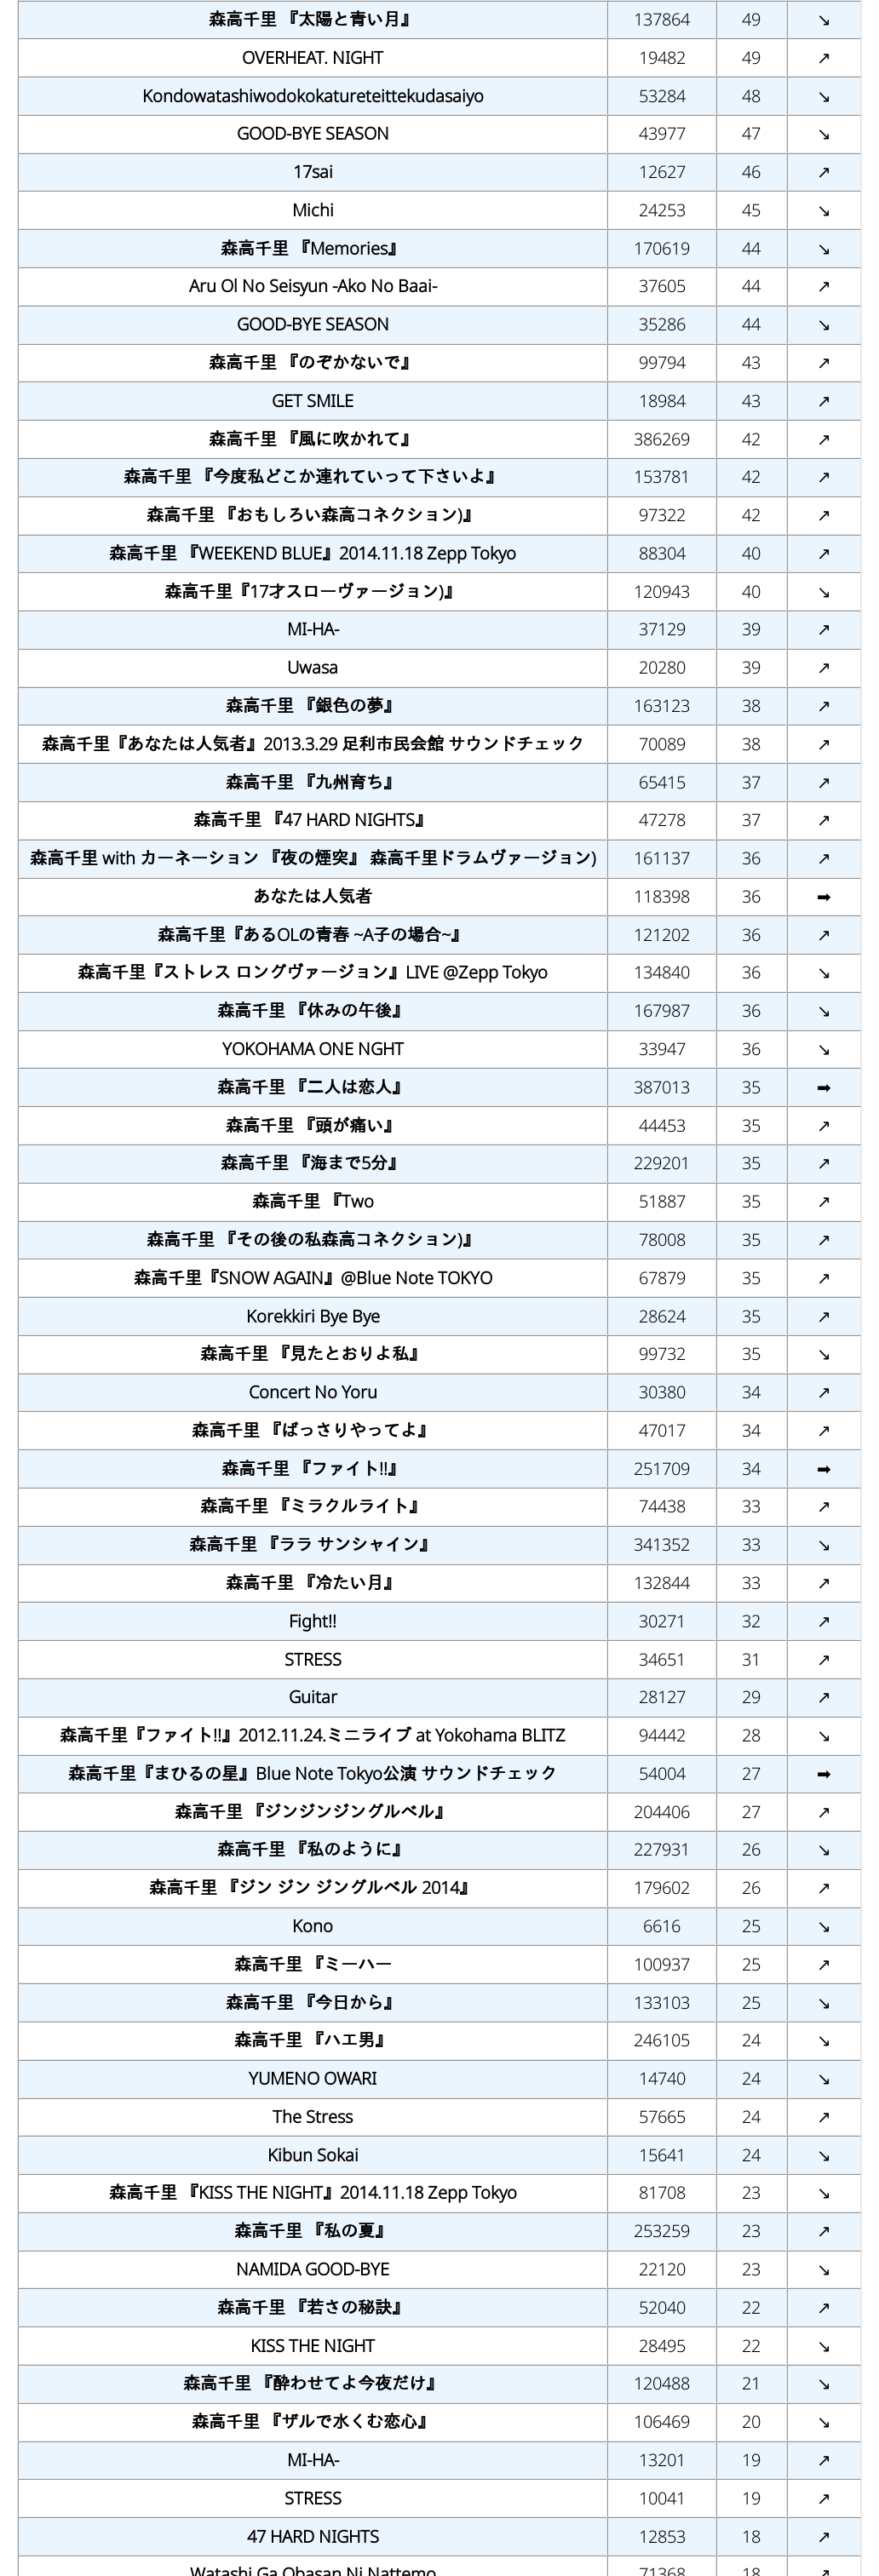 森高千里 『太陽と青い月』 137864 49 ↘
OVERHEAT. NIGHT 19482 49 ↗
Kondowatashiwodokokatureteittekudasaiyo 53284 48 ↘
GOOD-BYE SEASON 43977 47 ↘
17sai 12627 46 ↗
Michi 24253 45 ↘
森高千里 『Memories』 170619 44 ↘
Aru Ol No Seisyun -Ako No Baai- 37605 44 ↗
GOOD-BYE SEASON 35286 44 ↘
森高千里 『のぞかないで』 99794 43 ↗
GET SMILE 18984 43 ↗
森高千里 『風に吹かれて』 386269 42 ↗
森高千里 『今度私どこか連れていって下さいよ』 153781 42 ↗
森高千里 『おもしろい森高コネクション)』 97322 42 ↗
森高千里 『WEEKEND BLUE』2014.11.18 Zepp Tokyo 88304 40 ↗
森高千里『17才スローヴァージョン)』 120943 40 ↘
MI-HA- 37129 39 ↗
Uwasa 20280 39 ↗
森高千里 『銀色の夢』 163123 38 ↗
森高千里『あなたは人気者』2013.3.29 足利市民会館 サウンドチェック 70089 38 ↗
森高千里 『九州育ち』 65415 37 ↗
森高千里 『47 HARD NIGHTS』 47278 37 ↗
森高千里 with カーネーション 『夜の煙突』 森高千里ドラムヴァージョン) 161137 36 ↗
あなたは人気者 118398 36 ➡
森高千里『あるOLの青春 ~A子の場合~』 121202 36 ↗
森高千里『ストレス ロングヴァージョン』LIVE @Zepp Tokyo 134840 36 ↘
森高千里 『休みの午後』 167987 36 ↘
YOKOHAMA ONE NGHT 33947 36 ↘
森高千里 『二人は恋人』 387013 35 ➡
森高千里 『頭が痛い』 44453 35 ↗
森高千里 『海まで5分』 229201 35 ↗
森高千里 『Two 51887 35 ↗
森高千里 『その後の私森高コネクション)』 78008 35 ↗
森高千里『SNOW AGAIN』@Blue Note TOKYO 67879 35 ↗
Korekkiri Bye Bye 28624 35 ↗
森高千里 『見たとおりよ私』 99732 35 ↘
Concert No Yoru 30380 34 ↗
森高千里 『ばっさりやってよ』 47017 34 ↗
森高千里 『ファイト!!』 251709 34 ➡
森高千里 『ミラクルライト』 74438 33 ↗
森高千里 『ララ サンシャイン』 341352 33 ↘
森高千里 『冷たい月』 132844 33 ↗
Fight!! 30271 32 ↗
STRESS 34651 31 ↗
Guitar 28127 29 ↗
森高千里『ファイト!!』2012.11.24.ミニライブ at Yokohama BLITZ 94442 28 ↘
森高千里『まひるの星』Blue Note Tokyo公演 サウンドチェック 54004 27 ➡
森高千里 『ジンジンジングルベル』 204406 27 ↗
森高千里 『私のように』 227931 26 ↘
森高千里 『ジン ジン ジングルベル 2014』 179602 26 ↗
Kono 6616 25 ↘
森高千里 『ミーハー 100937 25 ↗
森高千里 『今日から』 133103 25 ↘
森高千里 『ハエ男』 246105 24 ↘
YUMENO OWARI 14740 24 ↘
The Stress 57665 24 ↗
Kibun Sokai 15641 24 ↘
森高千里 『KISS THE NIGHT』2014.11.18 Zepp Tokyo 81708 23 ↘
森高千里 『私の夏』 253259 23 ↗
NAMIDA GOOD-BYE 22120 23 ↘
森高千里 『若さの秘訣』 52040 22 ↗
KISS THE NIGHT 28495 22 ↘
森高千里 『酔わせてよ今夜だけ』 120488 21 ↘
森高千里 『ザルで水くむ恋心』 106469 20 ↘
MI-HA- 13201 19 ↗
STRESS 10041 19 ↗
47 HARD NIGHTS 12853 18 ↗
Watashi Ga Obasan Ni Nattemo 71368 18 ↗